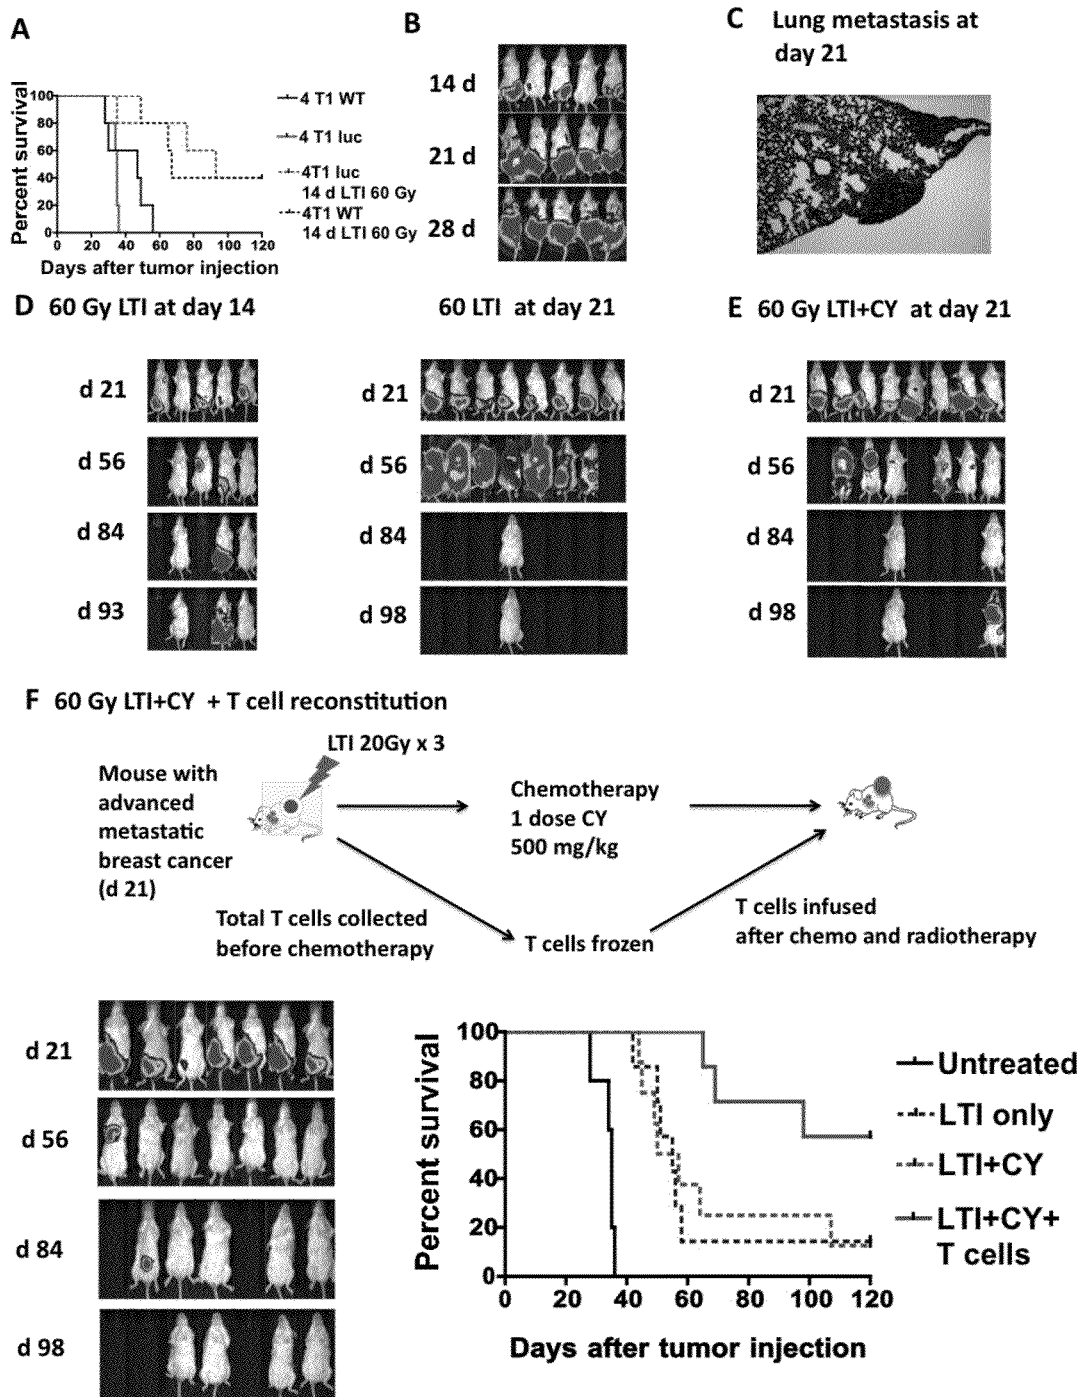 A
Percent survival
100
80
60
40
20
0
0 20 40 60 80 100 120
Days after tumor injection
4 T1 WT
4 T1 luc
4T1 luc
14 d LTI 60 Gy
4T1 WT
14 d LTI 60 Gy
B
14 d
21 d
28 d
C Lung metastasis at
day 21
D 60 Gy LTI at day 14
d 21
d 56
d 84
d 93
60 LTI at day 21
d 21
d 56
d 84
d 98
E 60 Gy LTI+CY at day 21
d 21
d 56
d 84
d 98
F 60 Gy LTI+CY + T cell reconstitution
LTI 20Gy x 3
Mouse with
advanced
metastatic
breast cancer
(d 21)
Chemotherapy
1 dose CY
500 mg/kg
Total T cells collected
before chemotherapy
T cells frozen
T cells infused
after chemo and radiotherapy
d 21
d 56
d 84
d 98
Percent survival
100
80
60
40
20
0
0 20 40 60 80 100 120
Days after tumor injection
Untreated
LTI only
LTI+CY
LTI+CY+
T cells